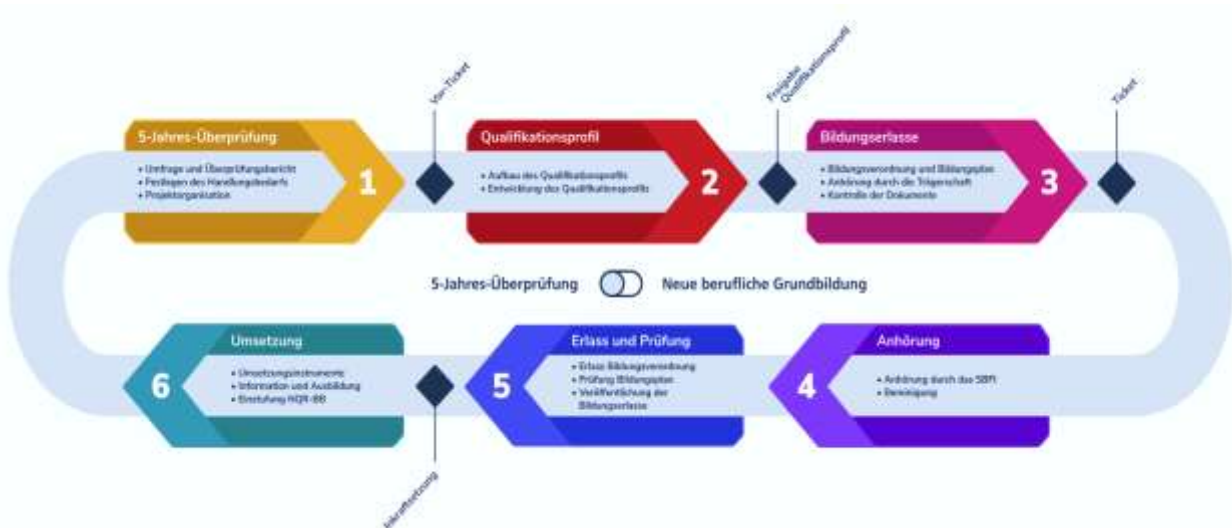 Vor-Ticket
Freigabe
Qualifikationsprofil
Ticket
5-Jahres-Überprüfung
• Umfrage und Überprüfungsbericht
• Festlegen des Handlungsbedarfs
• Projektorganisation
1
Qualifikationsprofil
• Aufbau des Qualifikationsprofils
• Entwicklung des Qualifikationsprofils
2
Bildungserlasse
• Bildungsverordnung und Bildungsplan
• Anhörung durch die Trägerschaft
• Kontrolle der Dokumente
3
5-Jahres-Überprüfung
Neue berufliche Grundbildung
6
Umsetzung
• Umsetzungsinstrumente
• Information und Ausbildung
• Einstufung NQR-BB
5
Erlass und Prüfung
• Erlass Bildungsverordnung
• Prüfung Bildungsplan
• Veröffentlichung der
Bildungserlasse
4
Anhörung
• Anhörung durch das SBFI
• Bereinigung
Inkraftsetzung